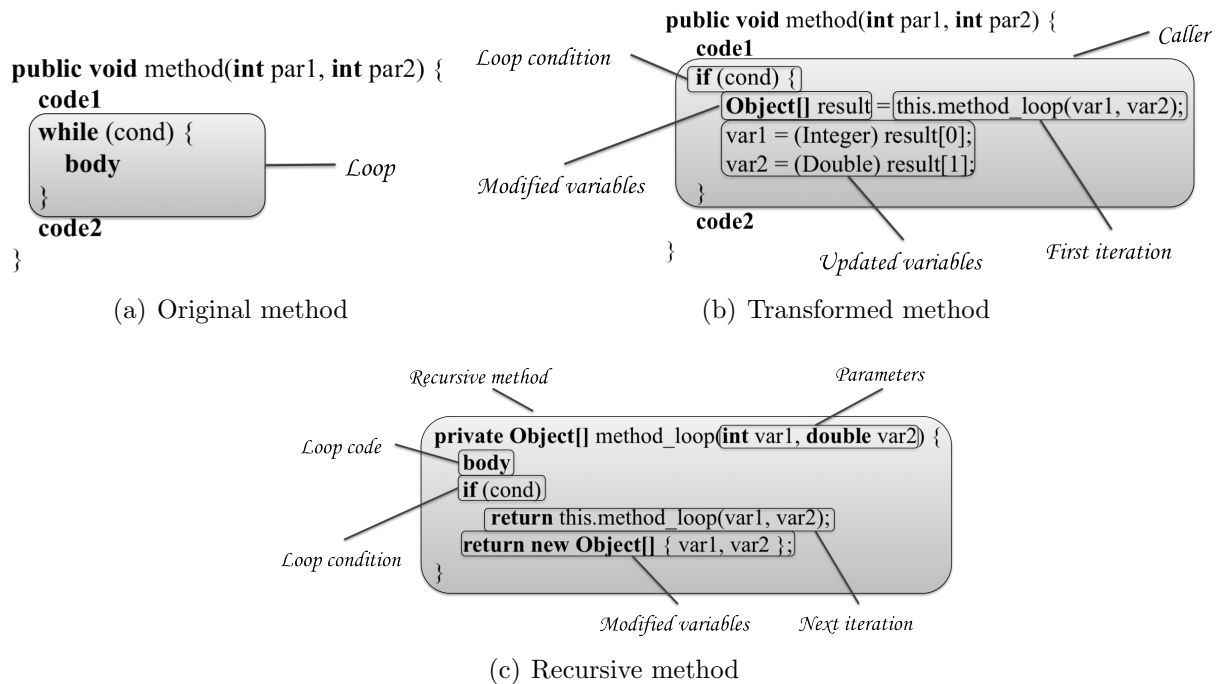 public void method(int par1, int par2) {
code1
while (cond) {
body
}
code2
}
Loop
(a) Original method
public void method(int par1, int par2) {
code1
if (cond) {
Object[] result = this.method_loop(var1, var2);
var1 = (Integer) result[0];
var2 = (Double) result[1];
}
code2
}
Loop condition
Caller
Modified variables
Updated variables
First iteration
(b) Transformed method
Recursive method
Parameters
private Object[] method_loop(int var1, double var2) {
Loop code
body
if (cond)
return this.method_loop(var1, var2);
return new Object[] { var1, var2 };
}
Loop condition
Modified variables
Next iteration
(c) Recursive method